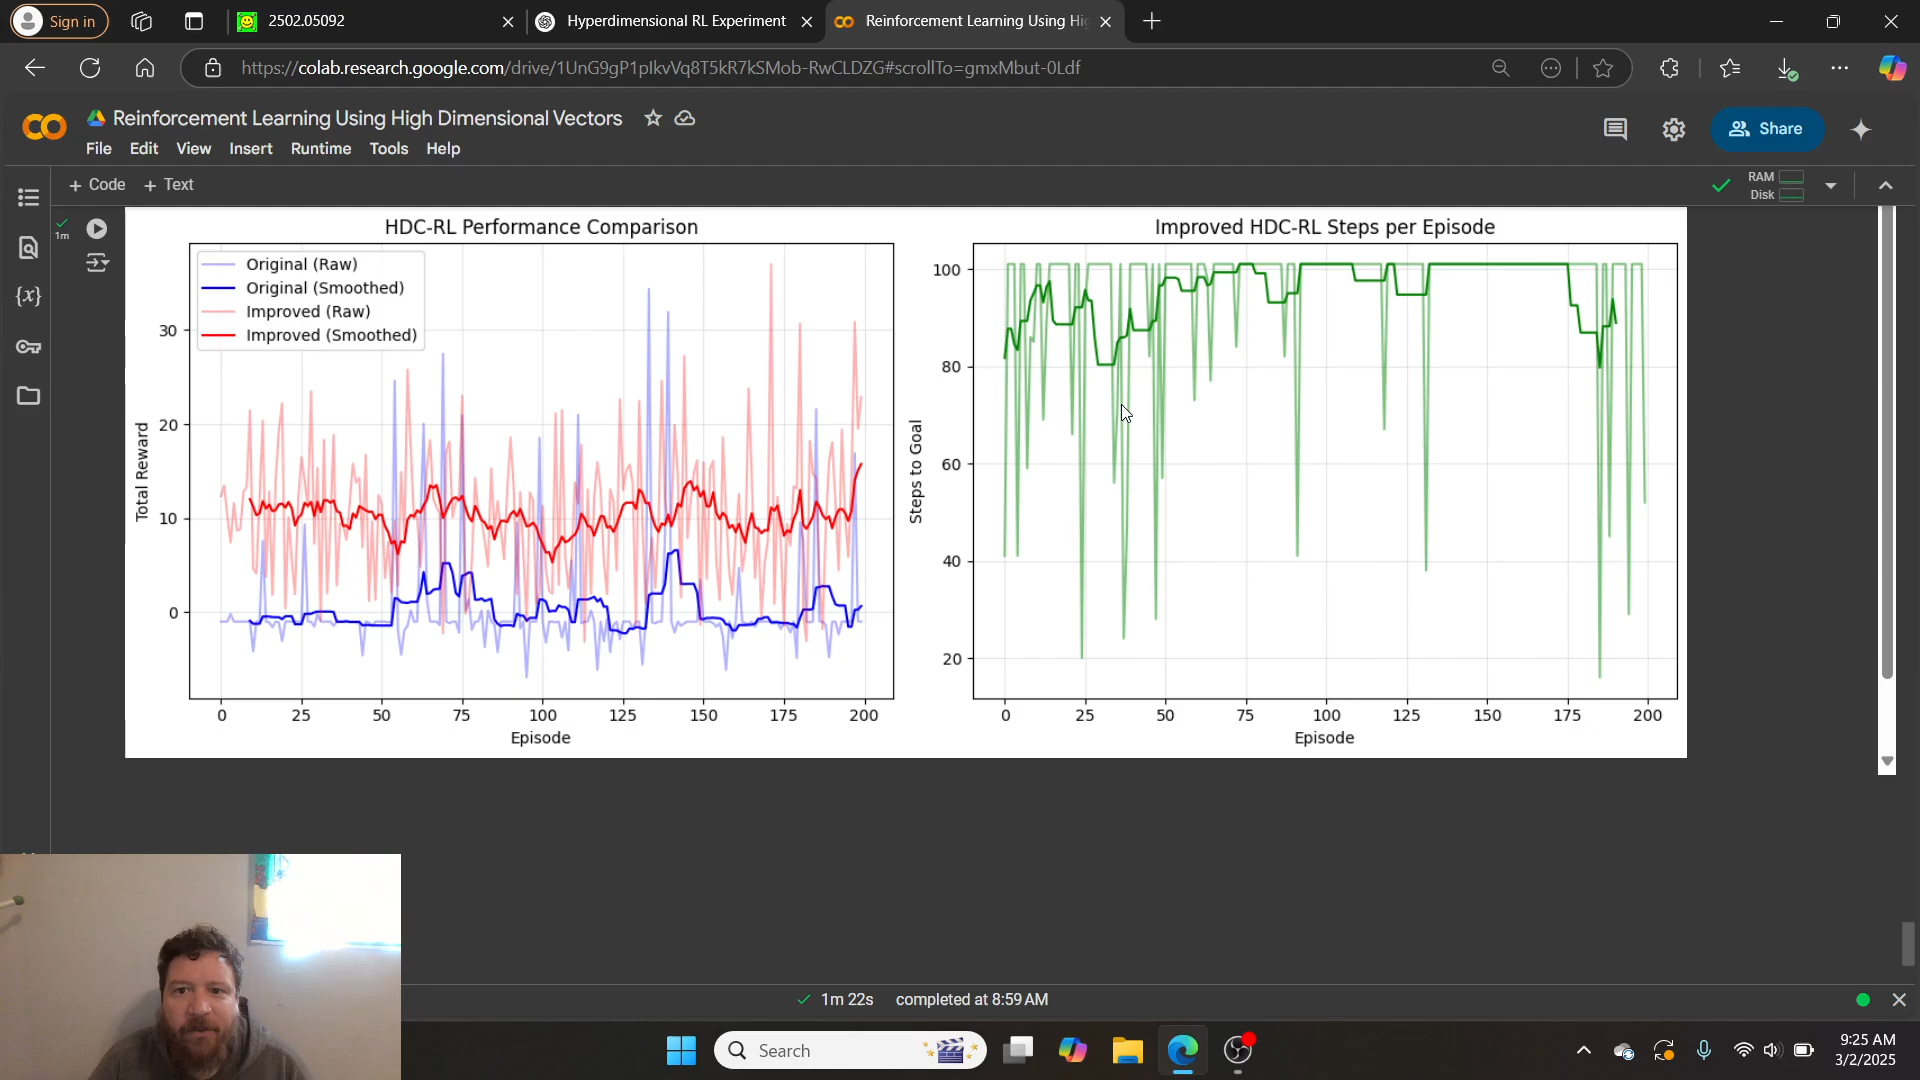 Sign in
2502.05092
Hyperdimensional RL Experiment
Reinforcement Learning Using Hi
https://colab.research.google.com/drive/1UnG9gP1plkvVq8T5kR7kSMob-RwCLDZG#scrollTo=gmxMbut-0Ldf
Reinforcement Learning Using High Dimensional Vectors
Share
File Edit View Insert Runtime Tools Help
+ Code + Text
RAM
Disk
1m
HDC-RL Performance Comparison
Original (Raw)
Original (Smoothed)
Improved (Raw)
Improved (Smoothed)
30
20
10
0
Total Reward
0 25 50 75 100 125 150 175 200
Episode
Improved HDC-RL Steps per Episode
100
80
60
40
20
Steps to Goal
0 25 50 75 100 125 150 175 200
Episode
1m 22s completed at 8:59 AM
Search
9:25 AM
3/2/2025